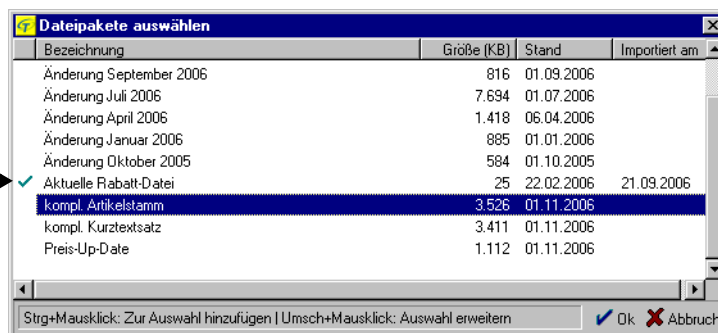 Dateipakete auswählen
Bezeichnung Größe (KB) Stand Importiert am
Änderung September 2006 816 01.09.2006
Änderung Juli 2006 7.694 01.07.2006
Änderung April 2006 1.418 06.04.2006
Änderung Januar 2006 885 01.01.2006
Änderung Oktober 2005 584 01.10.2005
Aktuelle Rabatt-Datei 25 22.02.2006 21.09.2006
kompl. Artikelstamm 3.526 01.11.2006
kompl. Kurztextsatz 3.411 01.11.2006
Preis-Up-Date 1.112 01.11.2006
Strg+Mausklick: Zur Auswahl hinzufügen | Umsch+Mausklick: Auswahl erweitern Ok Abbruch